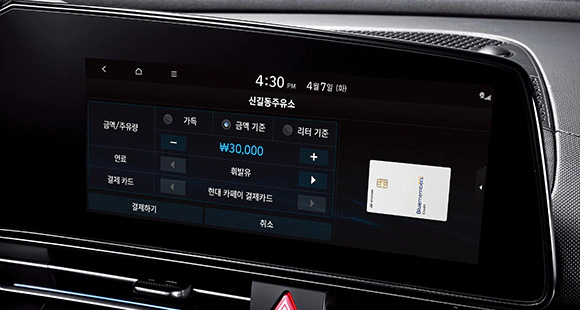 4:30 PM 4월 7일 (화)
신길동주유소
금액/주유량 가득 금액 기준 리터 기준
− ₩30,000 +
연료 휘발유
결제 카드 현대 카페이 결제카드
결제하기 취소
Bluemembers
Credit